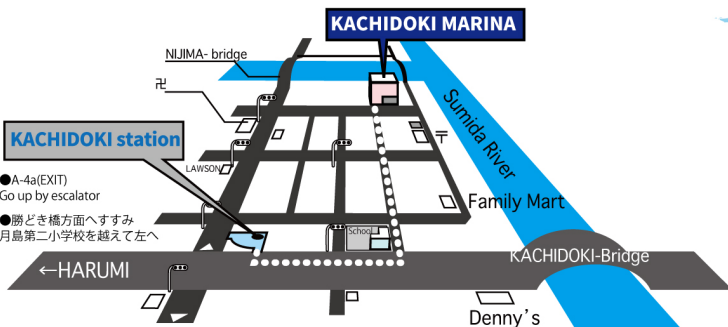 KACHIDOKI MARINA
NIJIMA- bridge
卍
KACHIDOKI station
Sumida River
〒
LAWSON
●A-4a(EXIT)
Go up by escalator
Family Mart
●勝どき橋方面へすすみ
月島第二小学校を越えて左へ
School
KACHIDOKI-Bridge
←HARUMI
Denny's